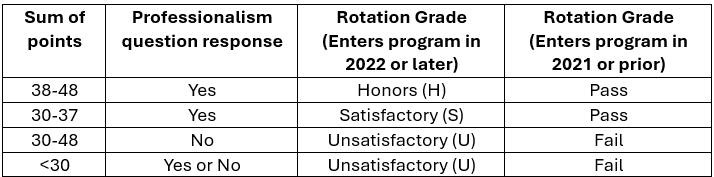 Sum of points | Professionalism question response | Rotation Grade (Enters program in 2022 or later) | Rotation Grade (Enters program in 2021 or prior)
38-48 | Yes | Honors (H) | Pass
30-37 | Yes | Satisfactory (S) | Pass
30-48 | No | Unsatisfactory (U) | Fail
<30 | Yes or No | Unsatisfactory (U) | Fail